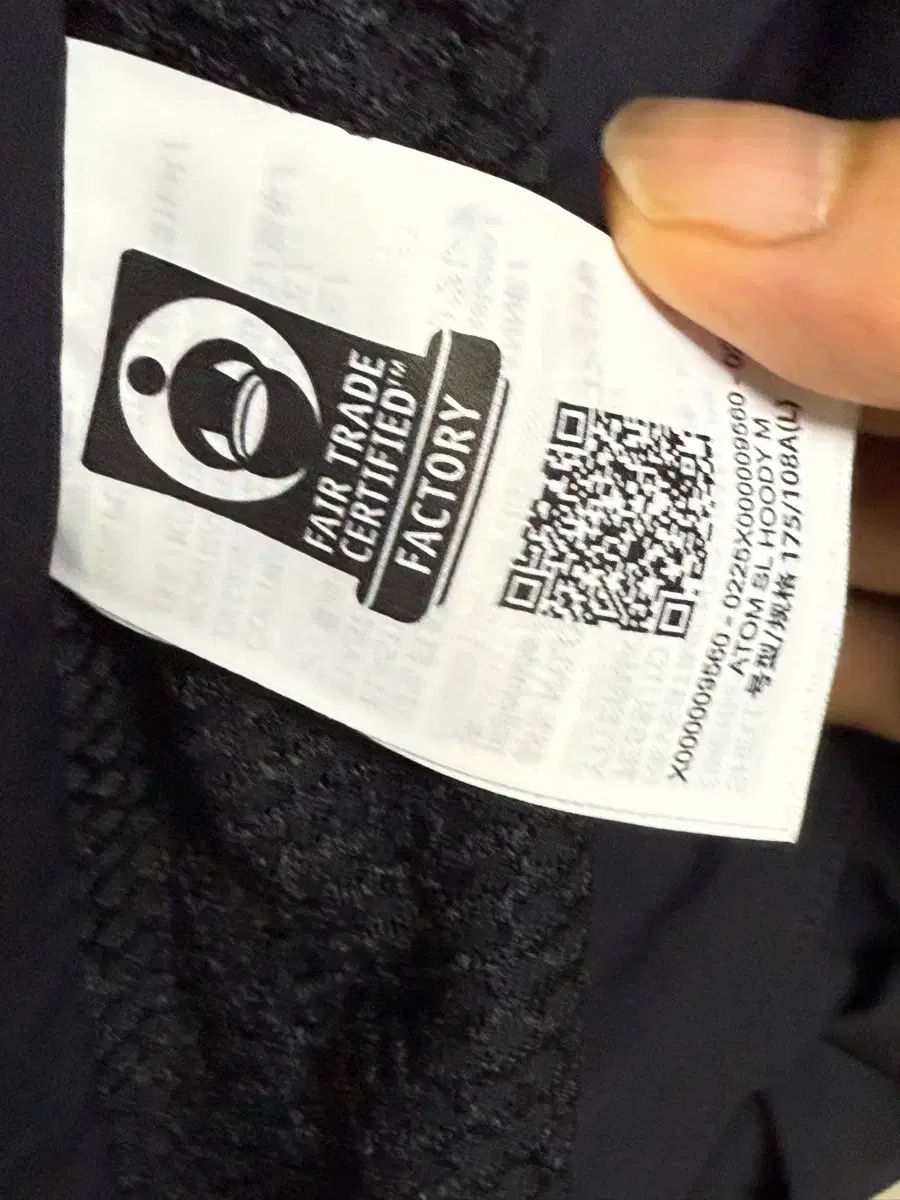 FAIR TRADE
CERTIFIED™
FACTORY
X000009560 - 0225X000009560 -
ATOM SL HOODY M
号型/规格 175/108A(L)